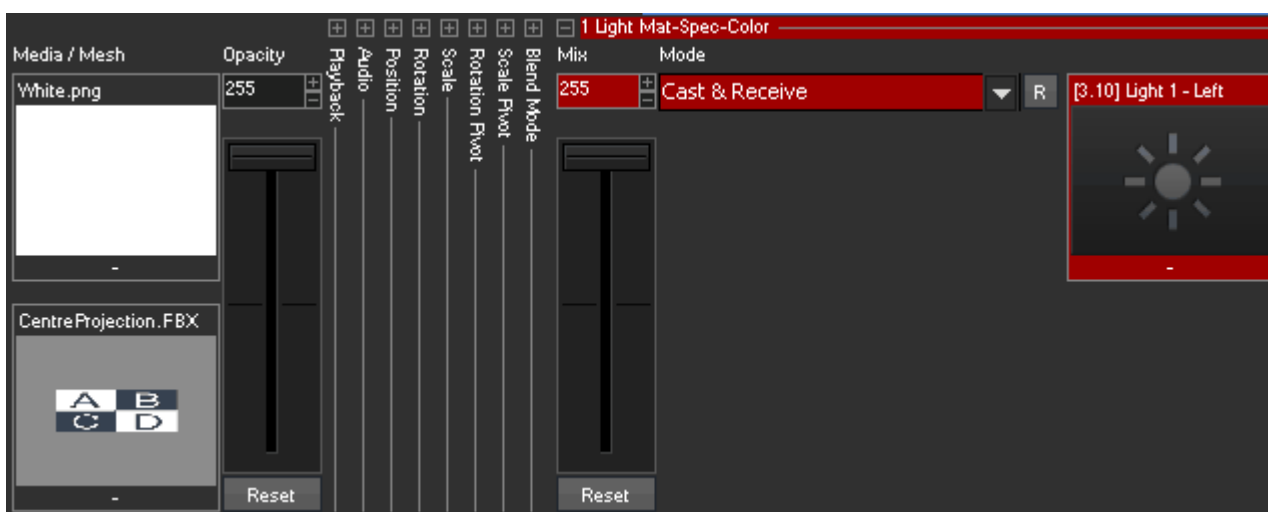 1 Light Mat-Spec-Color
Media / Mesh
Opacity
Playback
Audio
Position
Rotation
Scale
Rotation Pivot
Scale Pivot
Blend Mode
Mix
Mode
White.png
255
255
Cast & Receive
R
[3.10] Light 1 - Left
-
-
CentreProjection.FBX
A B
C D
-
Reset
Reset